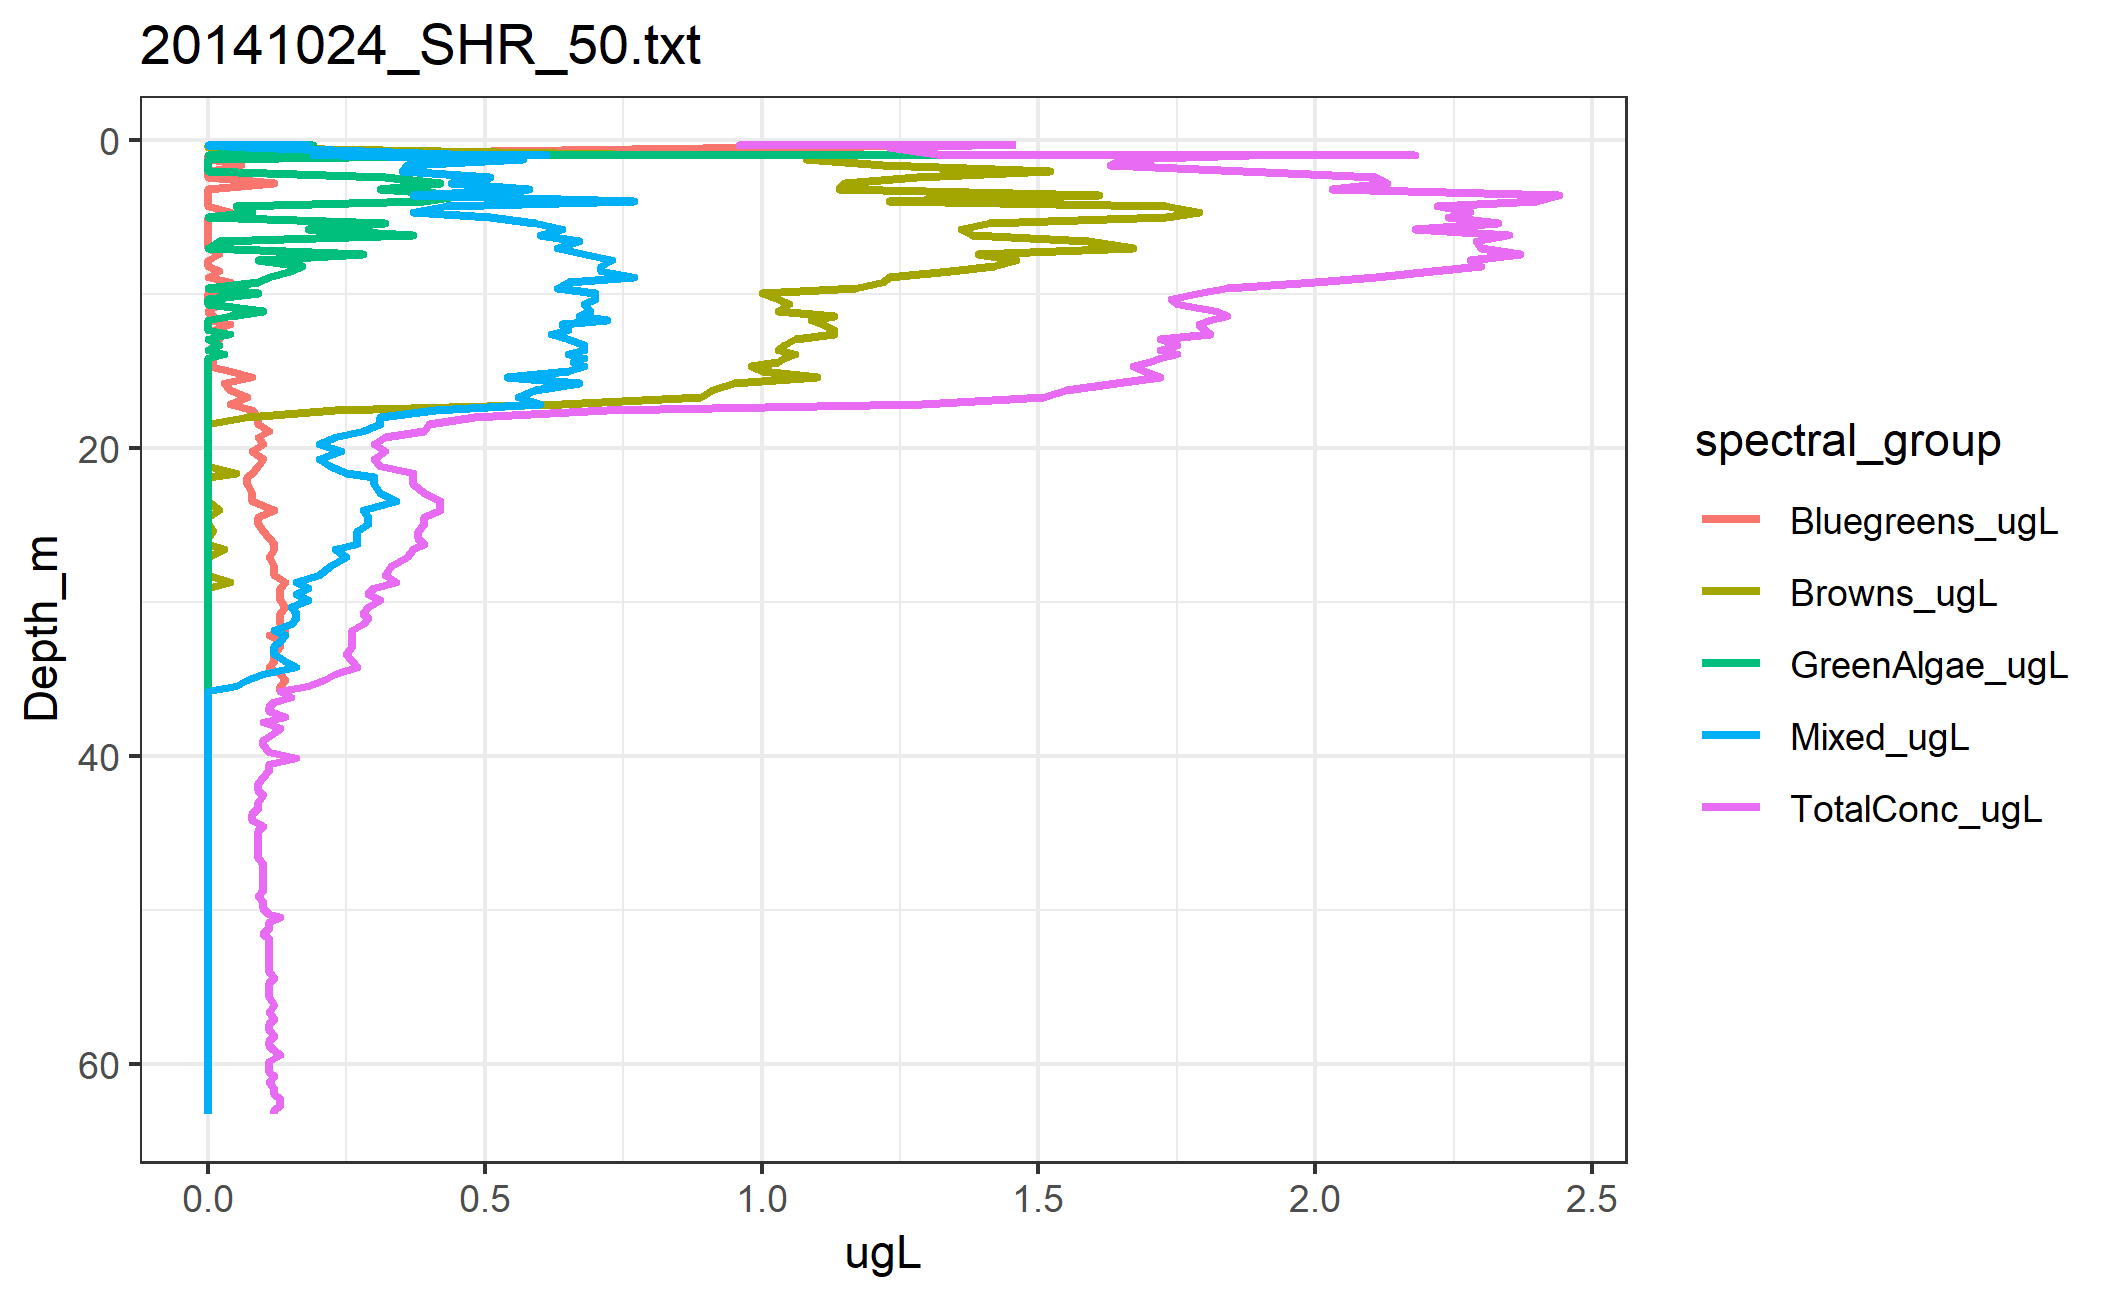 20141024_SHR_50.txt
0
20
40
60
Depth_m
0.0 0.5 1.0 1.5 2.0 2.5
ugL
spectral_group
Bluegreens_ugL
Browns_ugL
GreenAlgae_ugL
Mixed_ugL
TotalConc_ugL